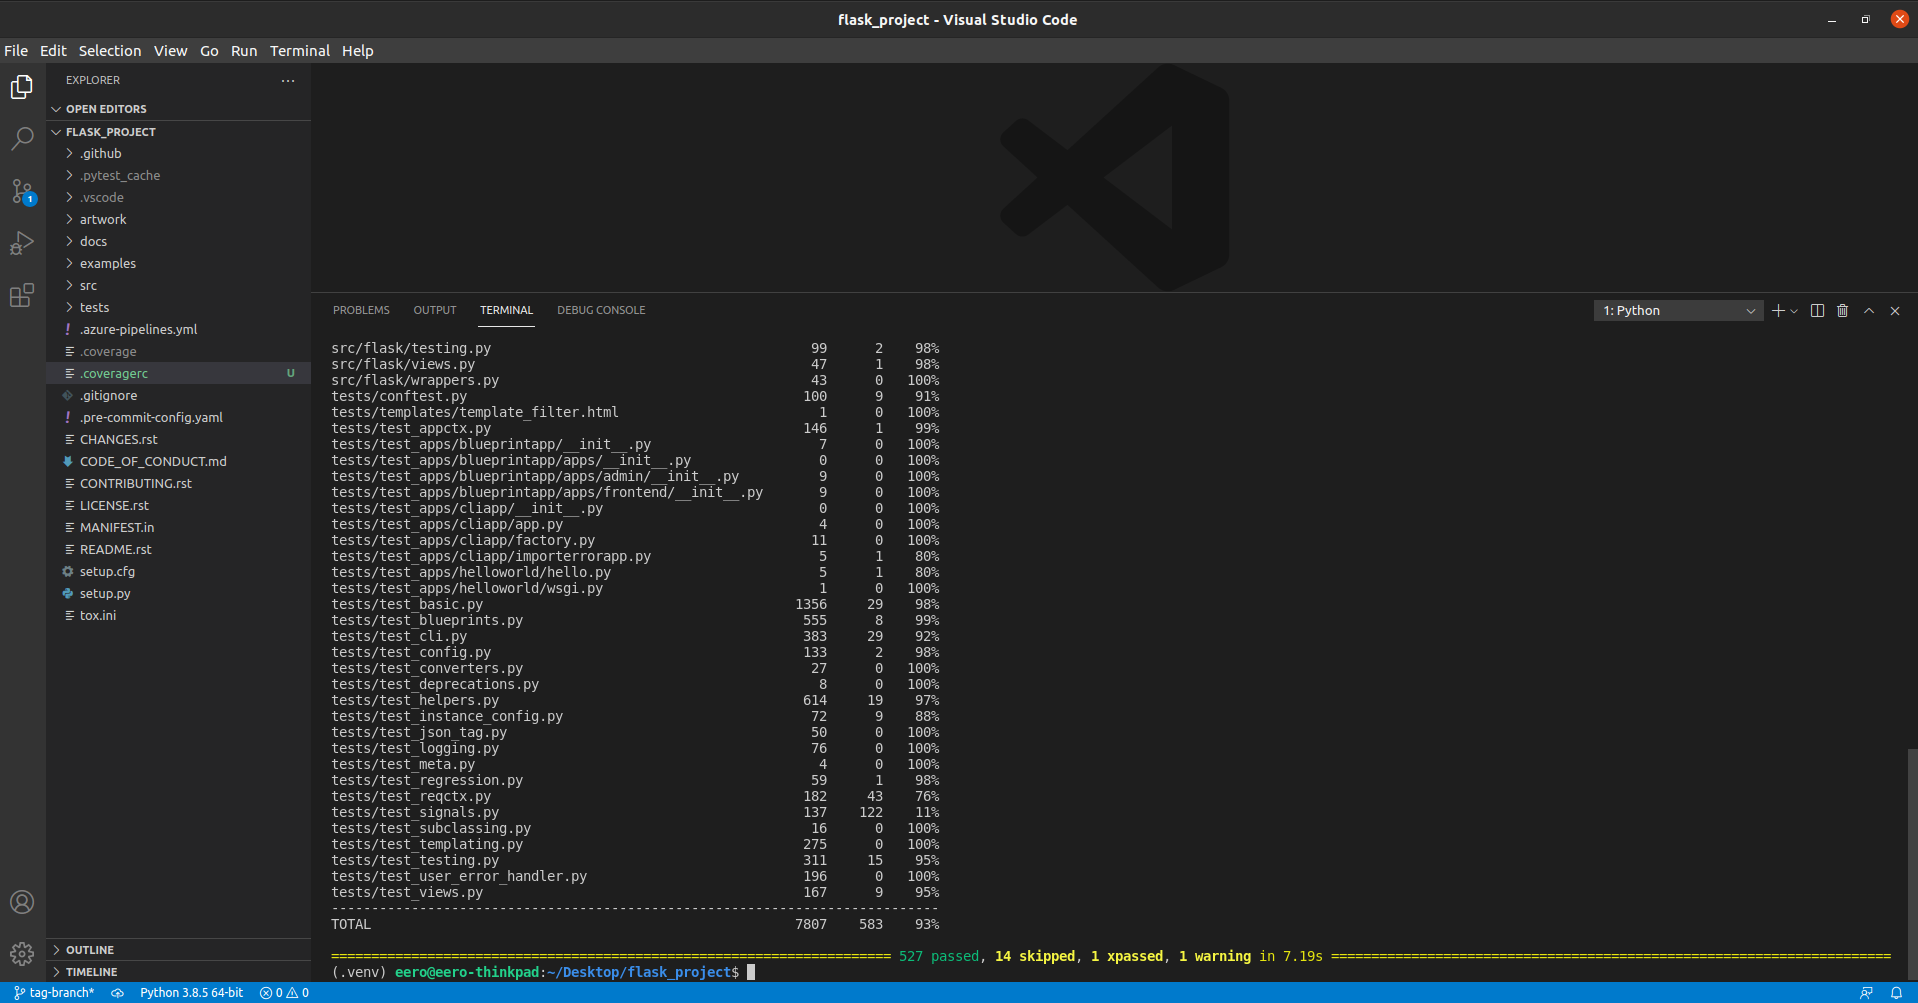 flask_project - Visual Studio Code
File Edit Selection View Go Run Terminal Help
EXPLORER
OPEN EDITORS
FLASK_PROJECT
.github
.pytest_cache
.vscode
artwork
docs
examples
src
tests
! .azure-pipelines.yml
.coverage
.coveragerc U
.gitignore
! .pre-commit-config.yaml
CHANGES.rst
CODE_OF_CONDUCT.md
CONTRIBUTING.rst
LICENSE.rst
MANIFEST.in
README.rst
setup.cfg
setup.py
tox.ini
OUTLINE
TIMELINE
1
PROBLEMS OUTPUT TERMINAL DEBUG CONSOLE 1: Python
src/flask/testing.py 99 2 98%
src/flask/views.py 47 1 98%
src/flask/wrappers.py 43 0 100%
tests/conftest.py 100 9 91%
tests/templates/template_filter.html 1 0 100%
tests/test_appctx.py 146 1 99%
tests/test_apps/blueprintapp/__init__.py 7 0 100%
tests/test_apps/blueprintapp/apps/__init__.py 0 0 100%
tests/test_apps/blueprintapp/apps/admin/__init__.py 9 0 100%
tests/test_apps/blueprintapp/apps/frontend/__init__.py 9 0 100%
tests/test_apps/cliapp/__init__.py 0 0 100%
tests/test_apps/cliapp/app.py 4 0 100%
tests/test_apps/cliapp/factory.py 11 0 100%
tests/test_apps/cliapp/importerrorapp.py 5 1 80%
tests/test_apps/helloworld/hello.py 5 1 80%
tests/test_apps/helloworld/wsgi.py 1 0 100%
tests/test_basic.py 1356 29 98%
tests/test_blueprints.py 555 8 99%
tests/test_cli.py 383 29 92%
tests/test_config.py 133 2 98%
tests/test_converters.py 27 0 100%
tests/test_deprecations.py 8 0 100%
tests/test_helpers.py 614 19 97%
tests/test_instance_config.py 72 9 88%
tests/test_json_tag.py 50 0 100%
tests/test_logging.py 76 0 100%
tests/test_meta.py 4 0 100%
tests/test_regression.py 59 1 98%
tests/test_reqctx.py 182 43 76%
tests/test_signals.py 137 122 11%
tests/test_subclassing.py 16 0 100%
tests/test_templating.py 275 0 100%
tests/test_testing.py 311 15 95%
tests/test_user_error_handler.py 196 0 100%
tests/test_views.py 167 9 95%
----------------------------------------------------------------------------
TOTAL 7807 583 93%
====================================================================== 527 passed, 14 skipped, 1 xpassed, 1 warning in 7.19s ======================================================================
(.venv) eero@eero-thinkpad:~/Desktop/flask_project$
tag-branch* Python 3.8.5 64-bit 0 0